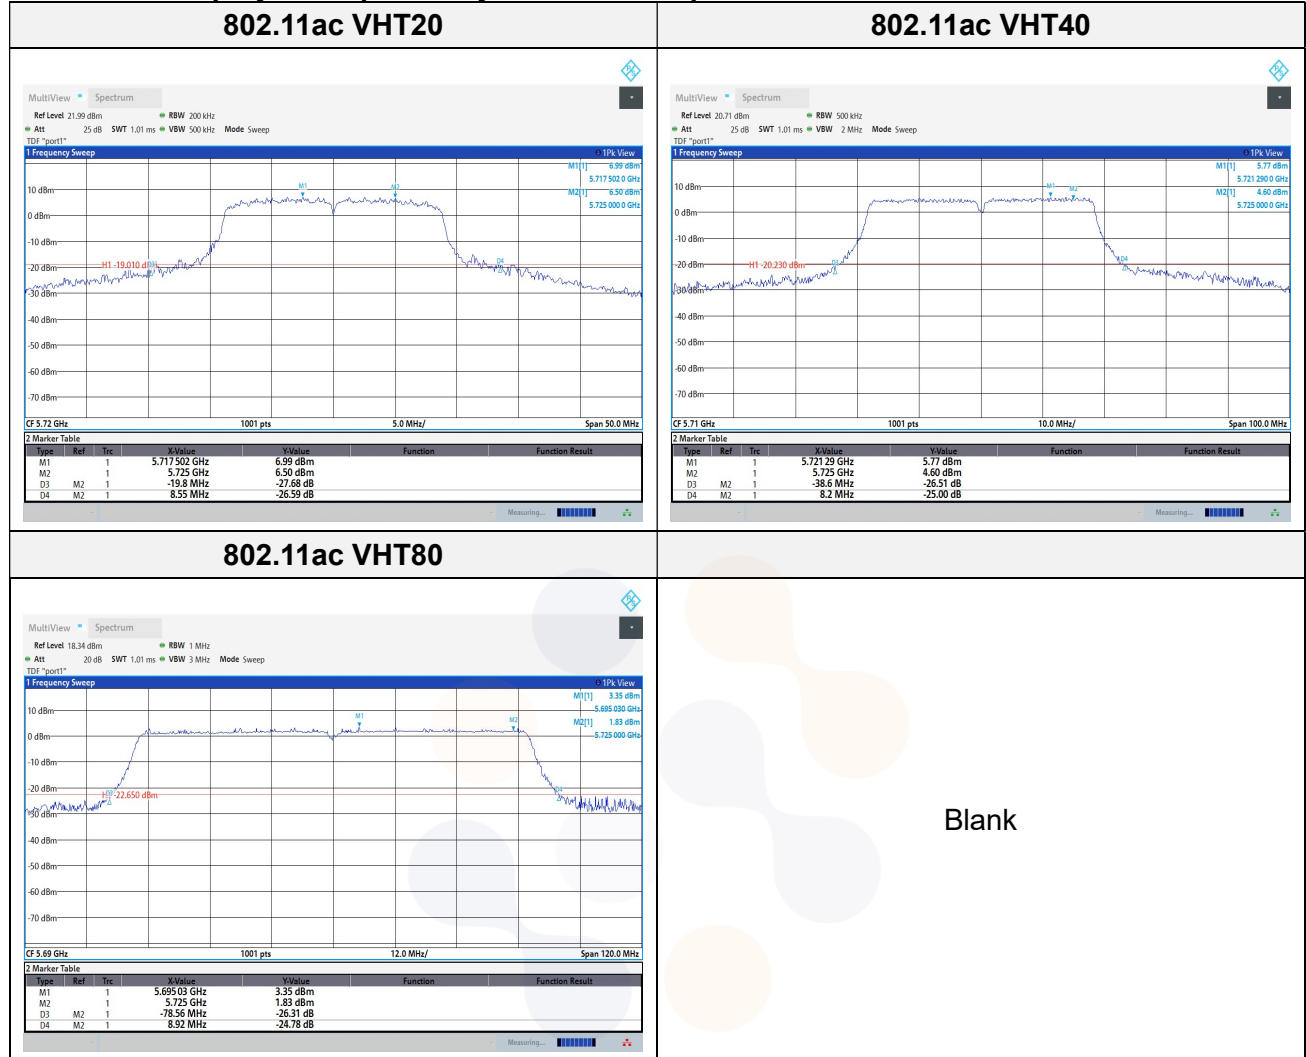 802.11ac VHT20
802.11ac VHT40
MultiView Spectrum
Ref Level 21.99 dBm RBW 200 kHz
Att 25 dB SWT 1.01 ms VBW 500 kHz Mode Sweep
TDF "port1"
1 Frequency Sweep 1Pk View
M1[1] 6.99 dBm
5.717 502 0 GHz
M2[1] 6.50 dBm
5.725 000 0 GHz
M1
M2
10 dBm
0 dBm
-10 dBm
H1 -19.010 dBm
D4
-20 dBm
-30 dBm
-40 dBm
-50 dBm
-60 dBm
-70 dBm
CF 5.72 GHz 1001 pts 5.0 MHz/ Span 50.0 MHz
2 Marker Table
Type Ref Trc X-Value Y-Value Function Function Result
M1 1 5.717 502 GHz 6.99 dBm
M2 1 5.725 GHz 6.50 dBm
D3 M2 1 -19.8 MHz -27.68 dB
D4 M2 1 8.55 MHz -26.59 dB
Measuring...
MultiView Spectrum
Ref Level 20.71 dBm RBW 500 kHz
Att 25 dB SWT 1.01 ms VBW 2 MHz Mode Sweep
TDF "port1"
1 Frequency Sweep 1Pk View
M1[1] 5.77 dBm
5.721 290 0 GHz
M2[1] 4.60 dBm
5.725 000 0 GHz
M1
M2
10 dBm
0 dBm
-10 dBm
-20 dBm
H1 -20.230 dBm
D3
D4
-30 dBm
-40 dBm
-50 dBm
-60 dBm
-70 dBm
CF 5.71 GHz 1001 pts 10.0 MHz/ Span 100.0 MHz
2 Marker Table
Type Ref Trc X-Value Y-Value Function Function Result
M1 1 5.721 29 GHz 5.77 dBm
M2 1 5.725 GHz 4.60 dBm
D3 M2 1 -38.6 MHz -26.51 dB
D4 M2 1 8.2 MHz -25.00 dB
Measuring...
802.11ac VHT80
MultiView Spectrum
Ref Level 18.34 dBm RBW 1 MHz
Att 20 dB SWT 1.01 ms VBW 3 MHz Mode Sweep
TDF "port1"
1 Frequency Sweep 1Pk View
M1[1] 3.35 dBm
5.695 030 GHz
M2[1] 1.83 dBm
5.725 000 GHz
M1
M2
10 dBm
0 dBm
-10 dBm
-20 dBm
H1 -22.650 dBm
D4
-30 dBm
-40 dBm
-50 dBm
-60 dBm
-70 dBm
CF 5.69 GHz 1001 pts 12.0 MHz/ Span 120.0 MHz
2 Marker Table
Type Ref Trc X-Value Y-Value Function Function Result
M1 1 5.695 03 GHz 3.35 dBm
M2 1 5.725 GHz 1.83 dBm
D3 M2 1 -78.56 MHz -26.31 dB
D4 M2 1 8.92 MHz -24.78 dB
Measuring...
Blank